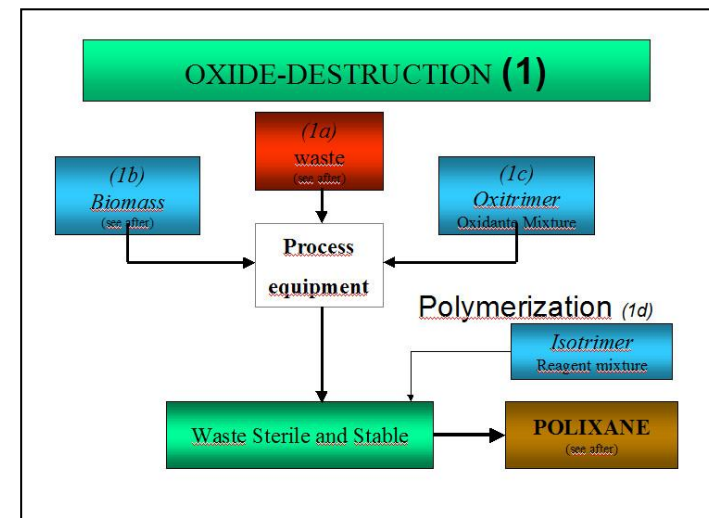 OXIDE-DESTRUCTION (1)
(1a)
waste
(see after)
(1b)
Biomass
(see after)
(1c)
Oxitrimer
Oxidante Mixture
Process
equipment
Polymerization (1d)
Isotrimer
Reagent mixture
Waste Sterile and Stable
POLIXANE
(see after)